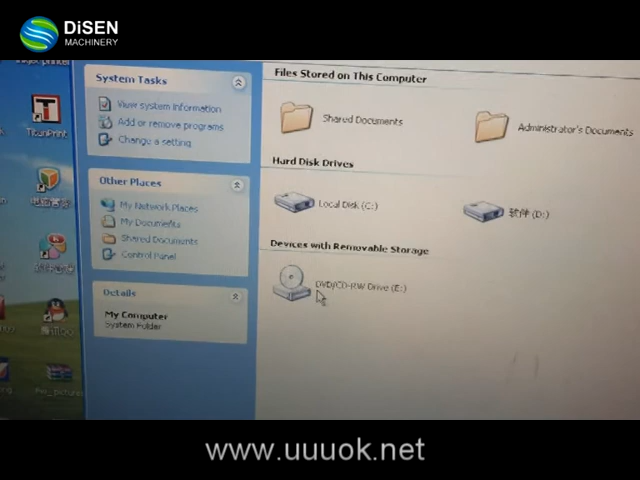 DiSEN
MACHINERY
System Tasks
View system information
Add or remove programs
Change a setting
Other Places
My Network Places
My Documents
Shared Documents
Control Panel
Details
My Computer
System Folder
Files Stored on This Computer
Shared Documents
Administrator's Documents
Hard Disk Drives
Local Disk (C:)
软件 (D:)
Devices with Removable Storage
DVD/CD-RW Drive (E:)
TitanPrint
www.uuuok.net